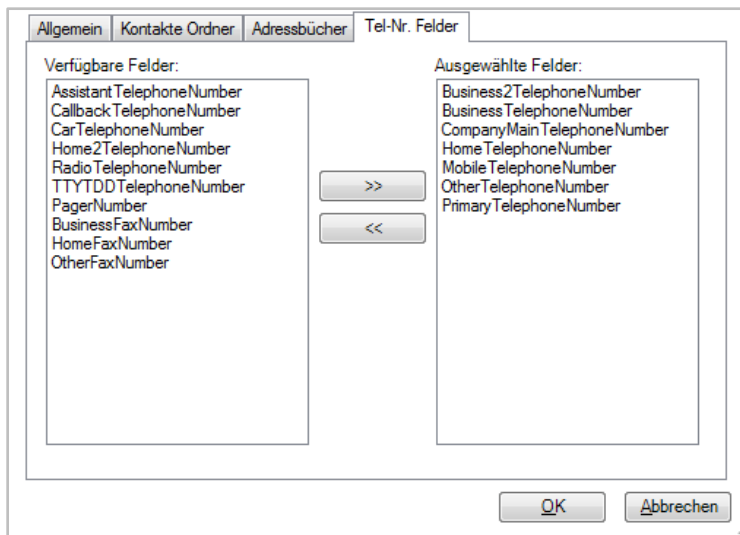 Allgemein
Kontakte Ordner
Adressbücher
Tel-Nr. Felder
Verfügbare Felder:
AssistantTelephoneNumber
CallbackTelephoneNumber
CarTelephoneNumber
Home2TelephoneNumber
RadioTelephoneNumber
TTYTDDTelephoneNumber
PagerNumber
BusinessFaxNumber
HomeFaxNumber
OtherFaxNumber
>>
<<
Ausgewählte Felder:
Business2TelephoneNumber
BusinessTelephoneNumber
CompanyMainTelephoneNumber
HomeTelephoneNumber
MobileTelephoneNumber
OtherTelephoneNumber
PrimaryTelephoneNumber
OK
Abbrechen